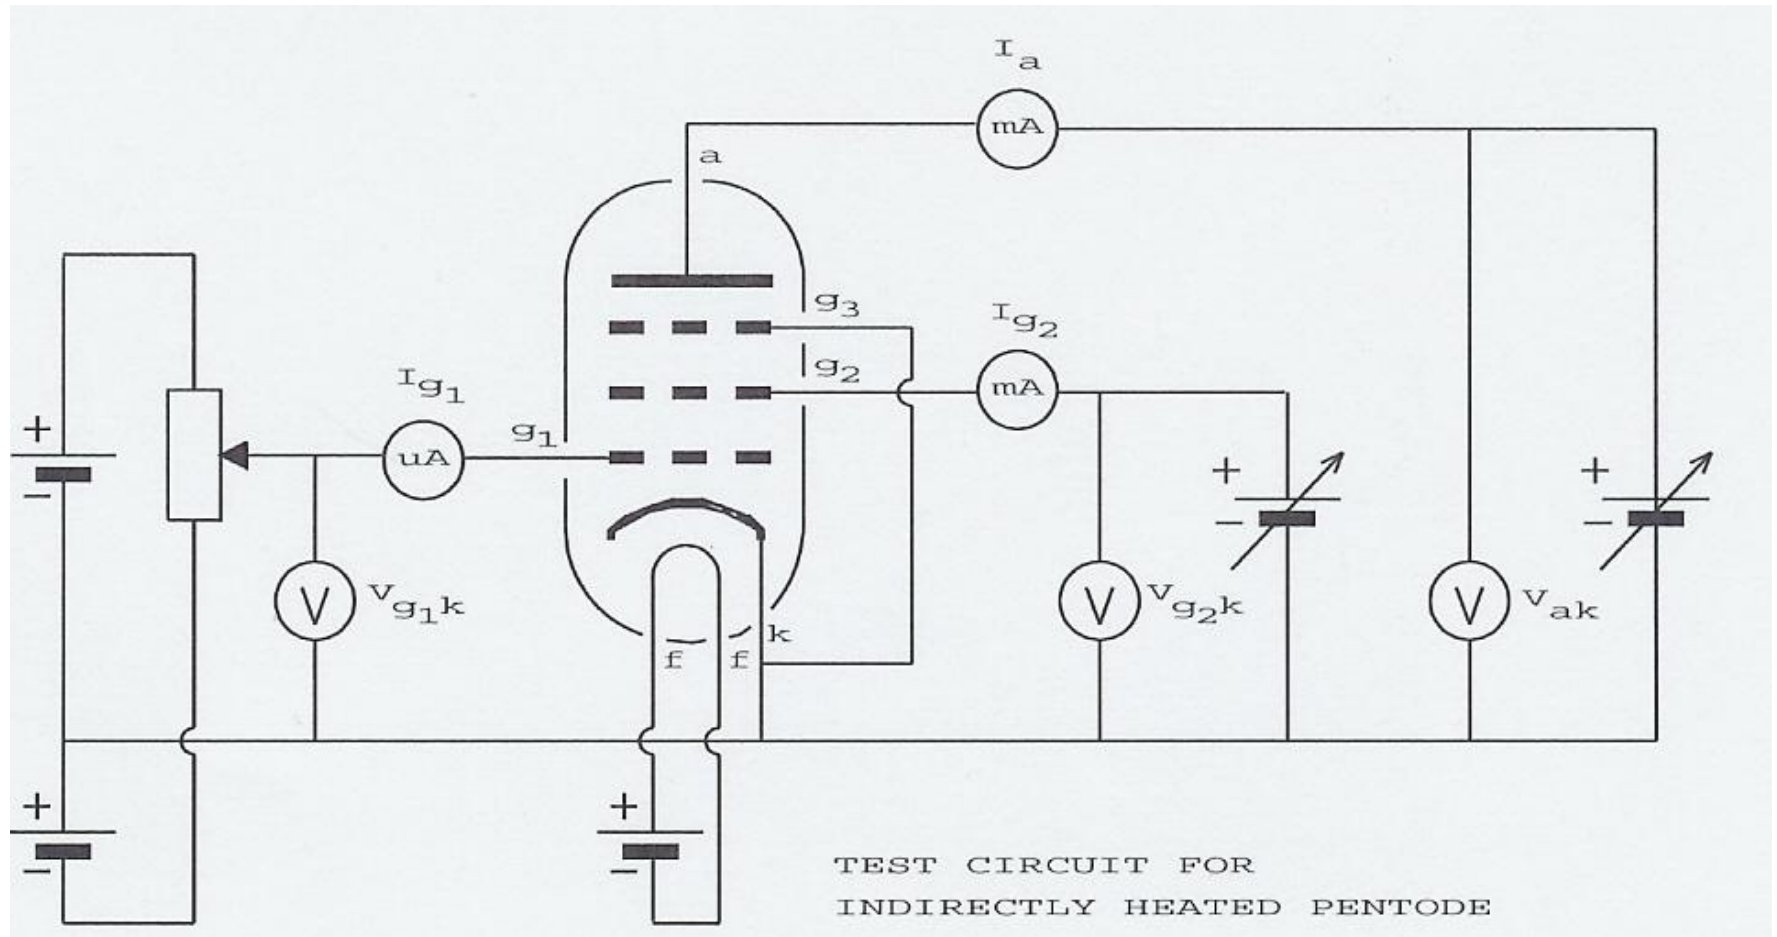 Ia
mA
a
g3
Ig2
g2
mA
Ig1
+
g1
uA
−
+
−
+
−
V
Vg1k
V
Vg2k
V
Vak
k
f
f
+
−
+
−
TEST CIRCUIT FOR
INDIRECTLY HEATED PENTODE